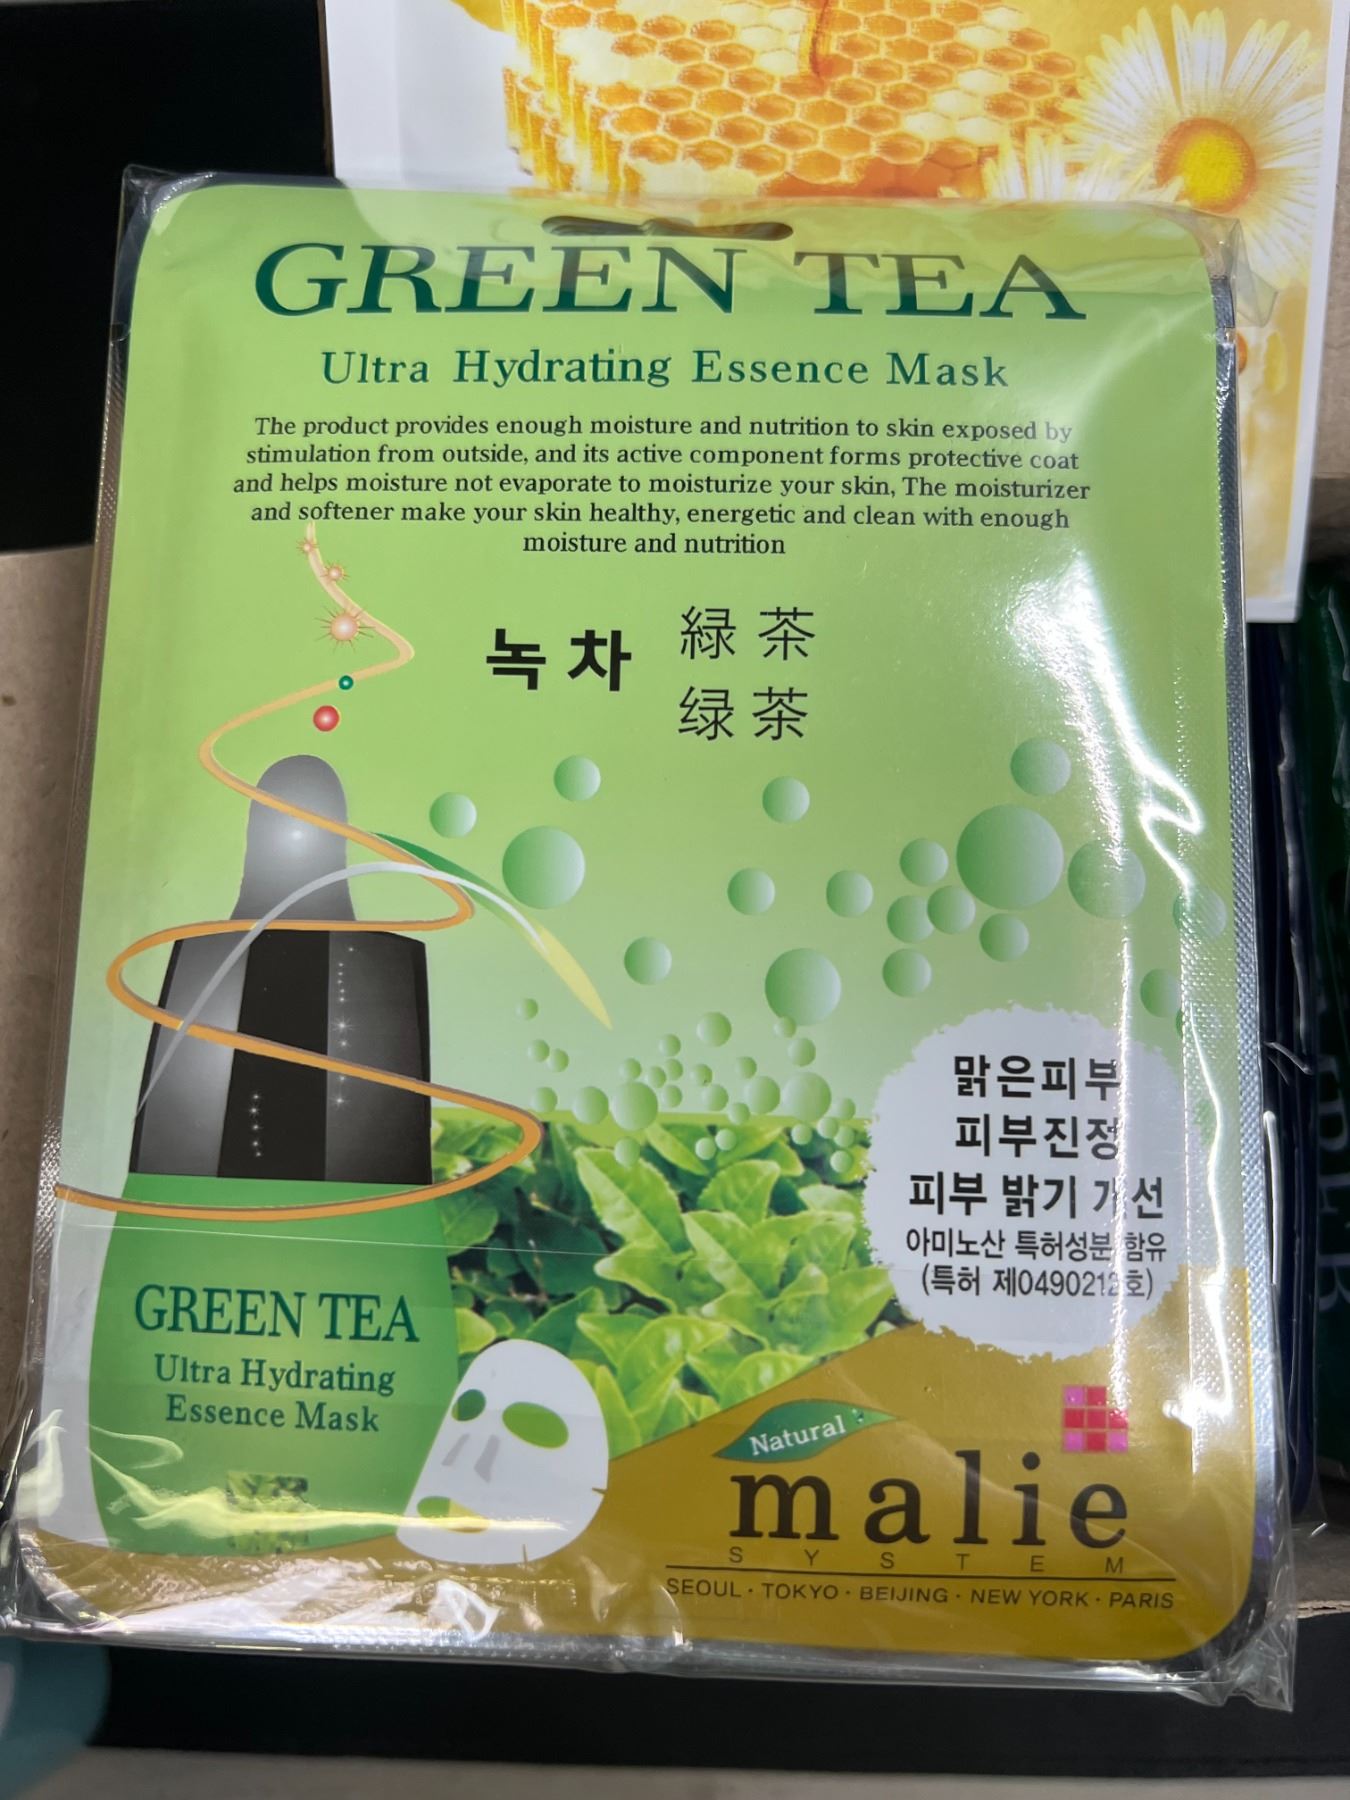 GREEN TEA
Ultra Hydrating Essence Mask
The product provides enough moisture and nutrition to skin exposed by
stimulation from outside, and its active component forms protective coat
and helps moisture not evaporate to moisturize your skin, The moisturizer
and softener make your skin healthy, energetic and clean with enough
moisture and nutrition
녹차 緑茶
绿茶
맑은피부
피부진정
피부 밝기 개선
아미노산 특허성분 함유
(특허 제0490212호)
GREEN TEA
Ultra Hydrating
Essence Mask
Natural
malie
SYSTEM
SEOUL · TOKYO · BEIJING · NEW YORK · PARIS